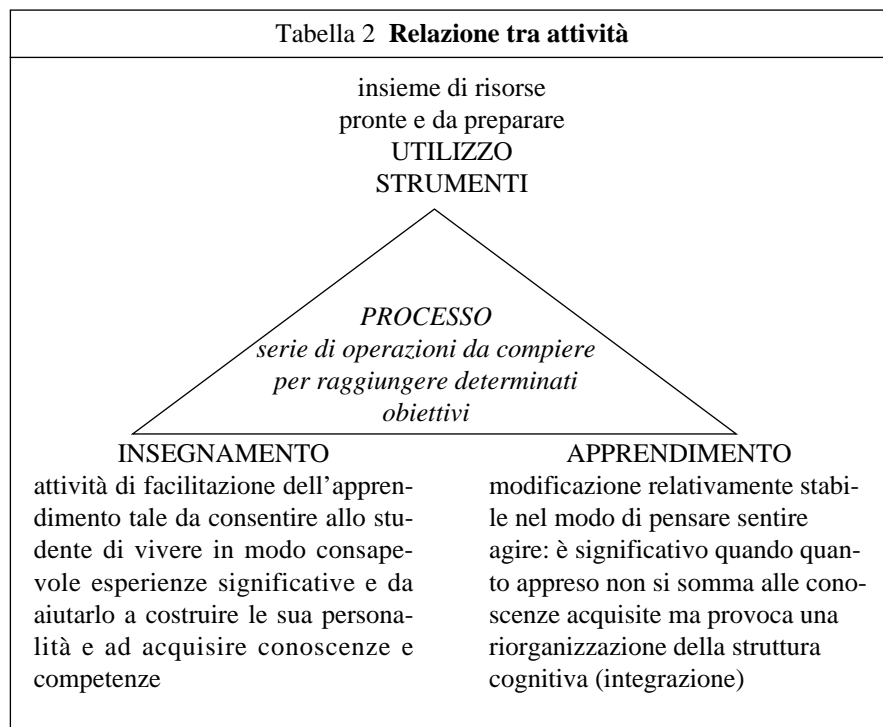 Tabella 2 Relazione tra attività
insieme di risorse
pronte e da preparare
UTILIZZO
STRUMENTI
PROCESSO
serie di operazioni da compiere
per raggiungere determinati
obiettivi
INSEGNAMENTO
attività di facilitazione dell’appren-
dimento tale da consentire allo stu-
dente di vivere in modo consape-
vole esperienze significative e da
aiutarlo a costruire le sua persona-
lità e ad acquisire conoscenze e
competenze
APPRENDIMENTO
modificazione relativamente stabi-
le nel modo di pensare sentire
agire: è significativo quando quan-
to appreso non si somma alle cono-
scenze acquisite ma provoca una
riorganizzazione della struttura
cognitiva (integrazione)